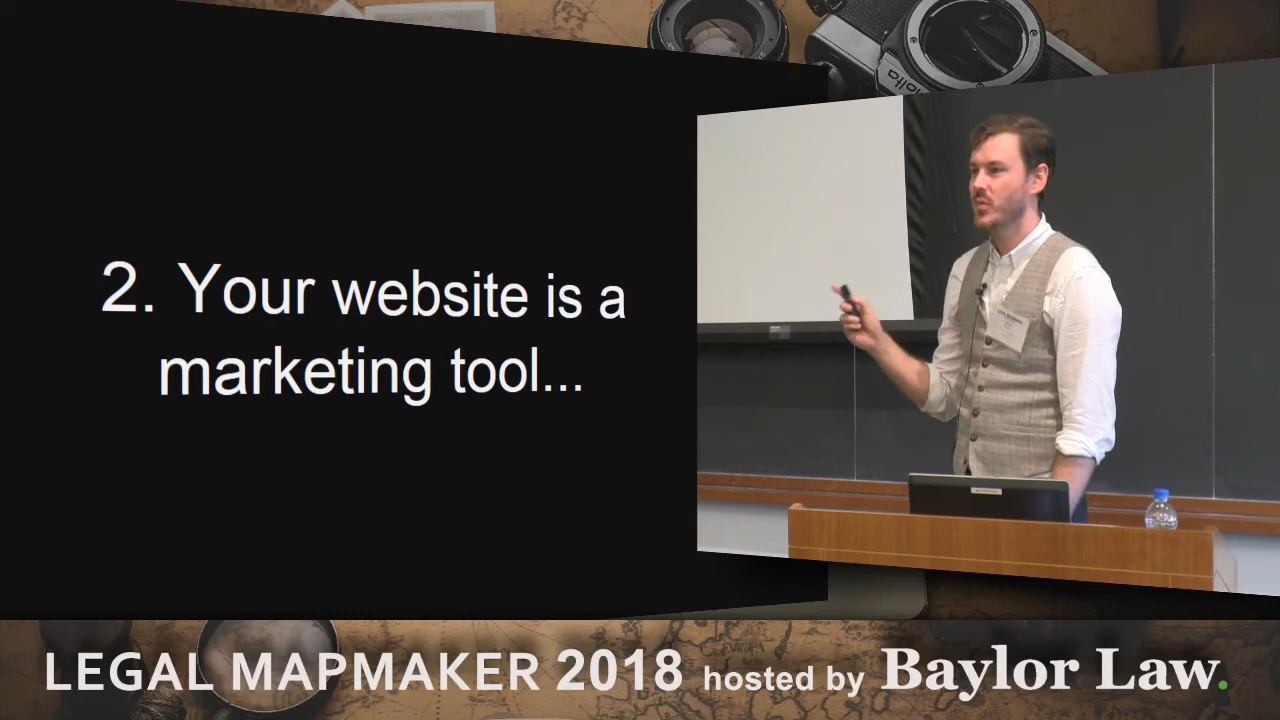 2. Your website is a
marketing tool...
LEGAL MAPMAKER 2018 hosted by Baylor Law.